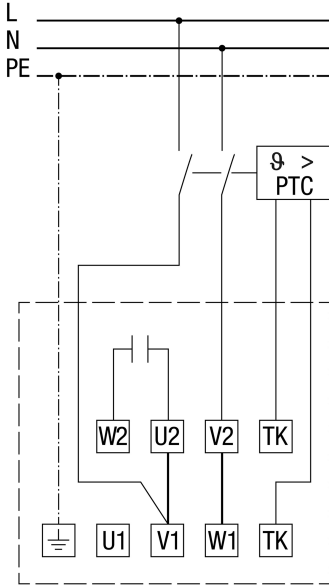 L
N
PE
ϑ >
PTC
W2 U2 V2 TK
U1 V1 W1 TK